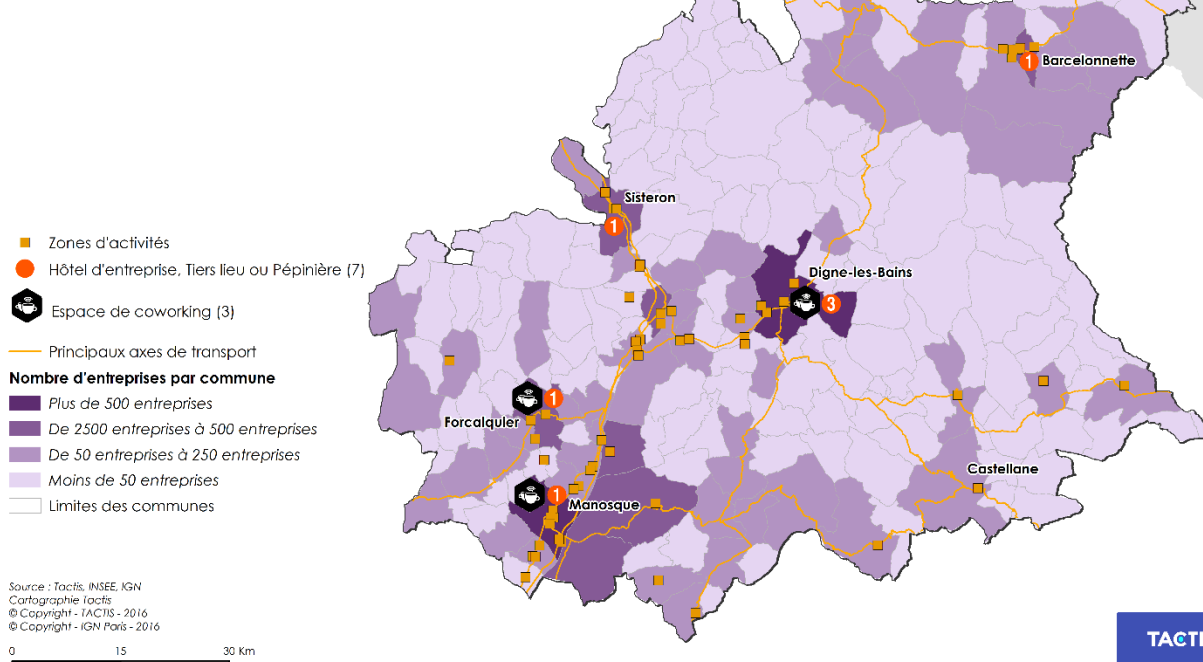 1
Barcelonnette
Sisteron
1
Zones d'activités
Hôtel d'entreprise, Tiers lieu ou Pépinière (7)
Espace de coworking (3)
Principaux axes de transport
Nombre d'entreprises par commune
Plus de 500 entreprises
De 2500 entreprises à 500 entreprises
De 50 entreprises à 250 entreprises
Moins de 50 entreprises
Limites des communes
Digne-les-Bains
3
1
Forcalquier
Castellane
1
Manosque
Source : Tactis, INSEE, IGN
Cartographie Tactis
© Copyright - TACTIS - 2016
© Copyright - IGN Paris - 2016
0 15 30 Km